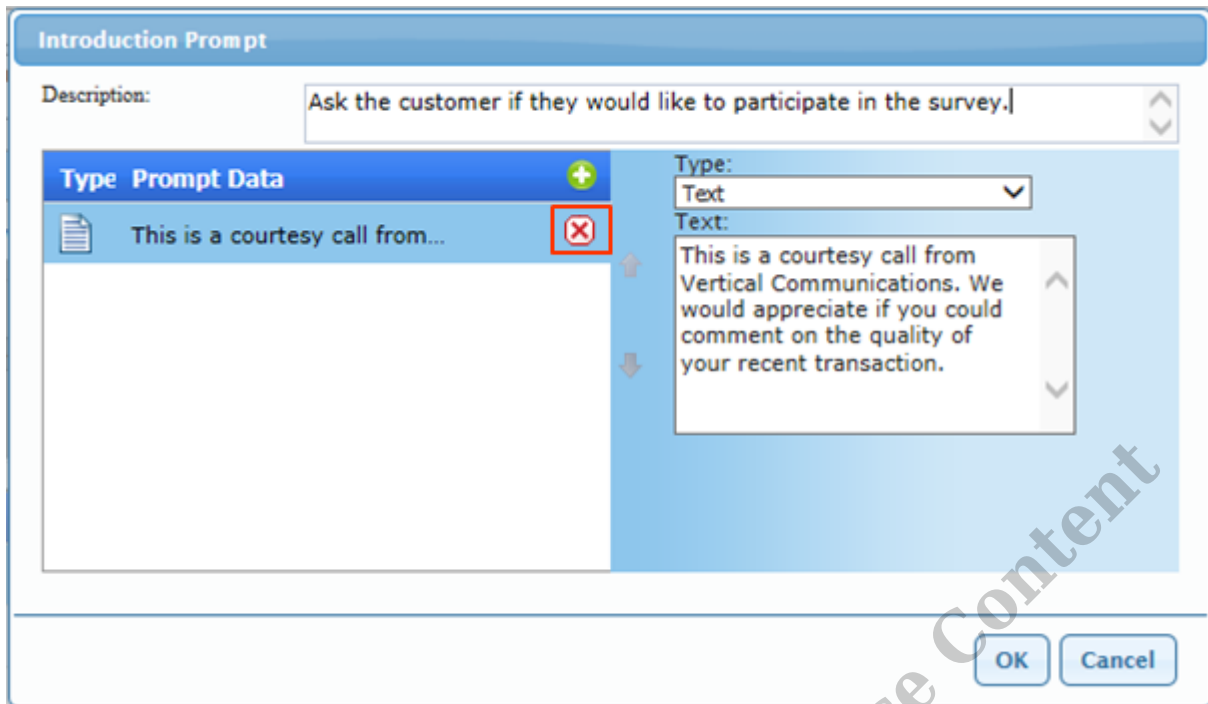 Introduction Prompt
Description:
Ask the customer if they would like to participate in the survey.
Type Prompt Data
This is a courtesy call from...
Type:
Text
Text:
This is a courtesy call from
Vertical Communications. We
would appreciate if you could
comment on the quality of
your recent transaction.
OK
Cancel
Content